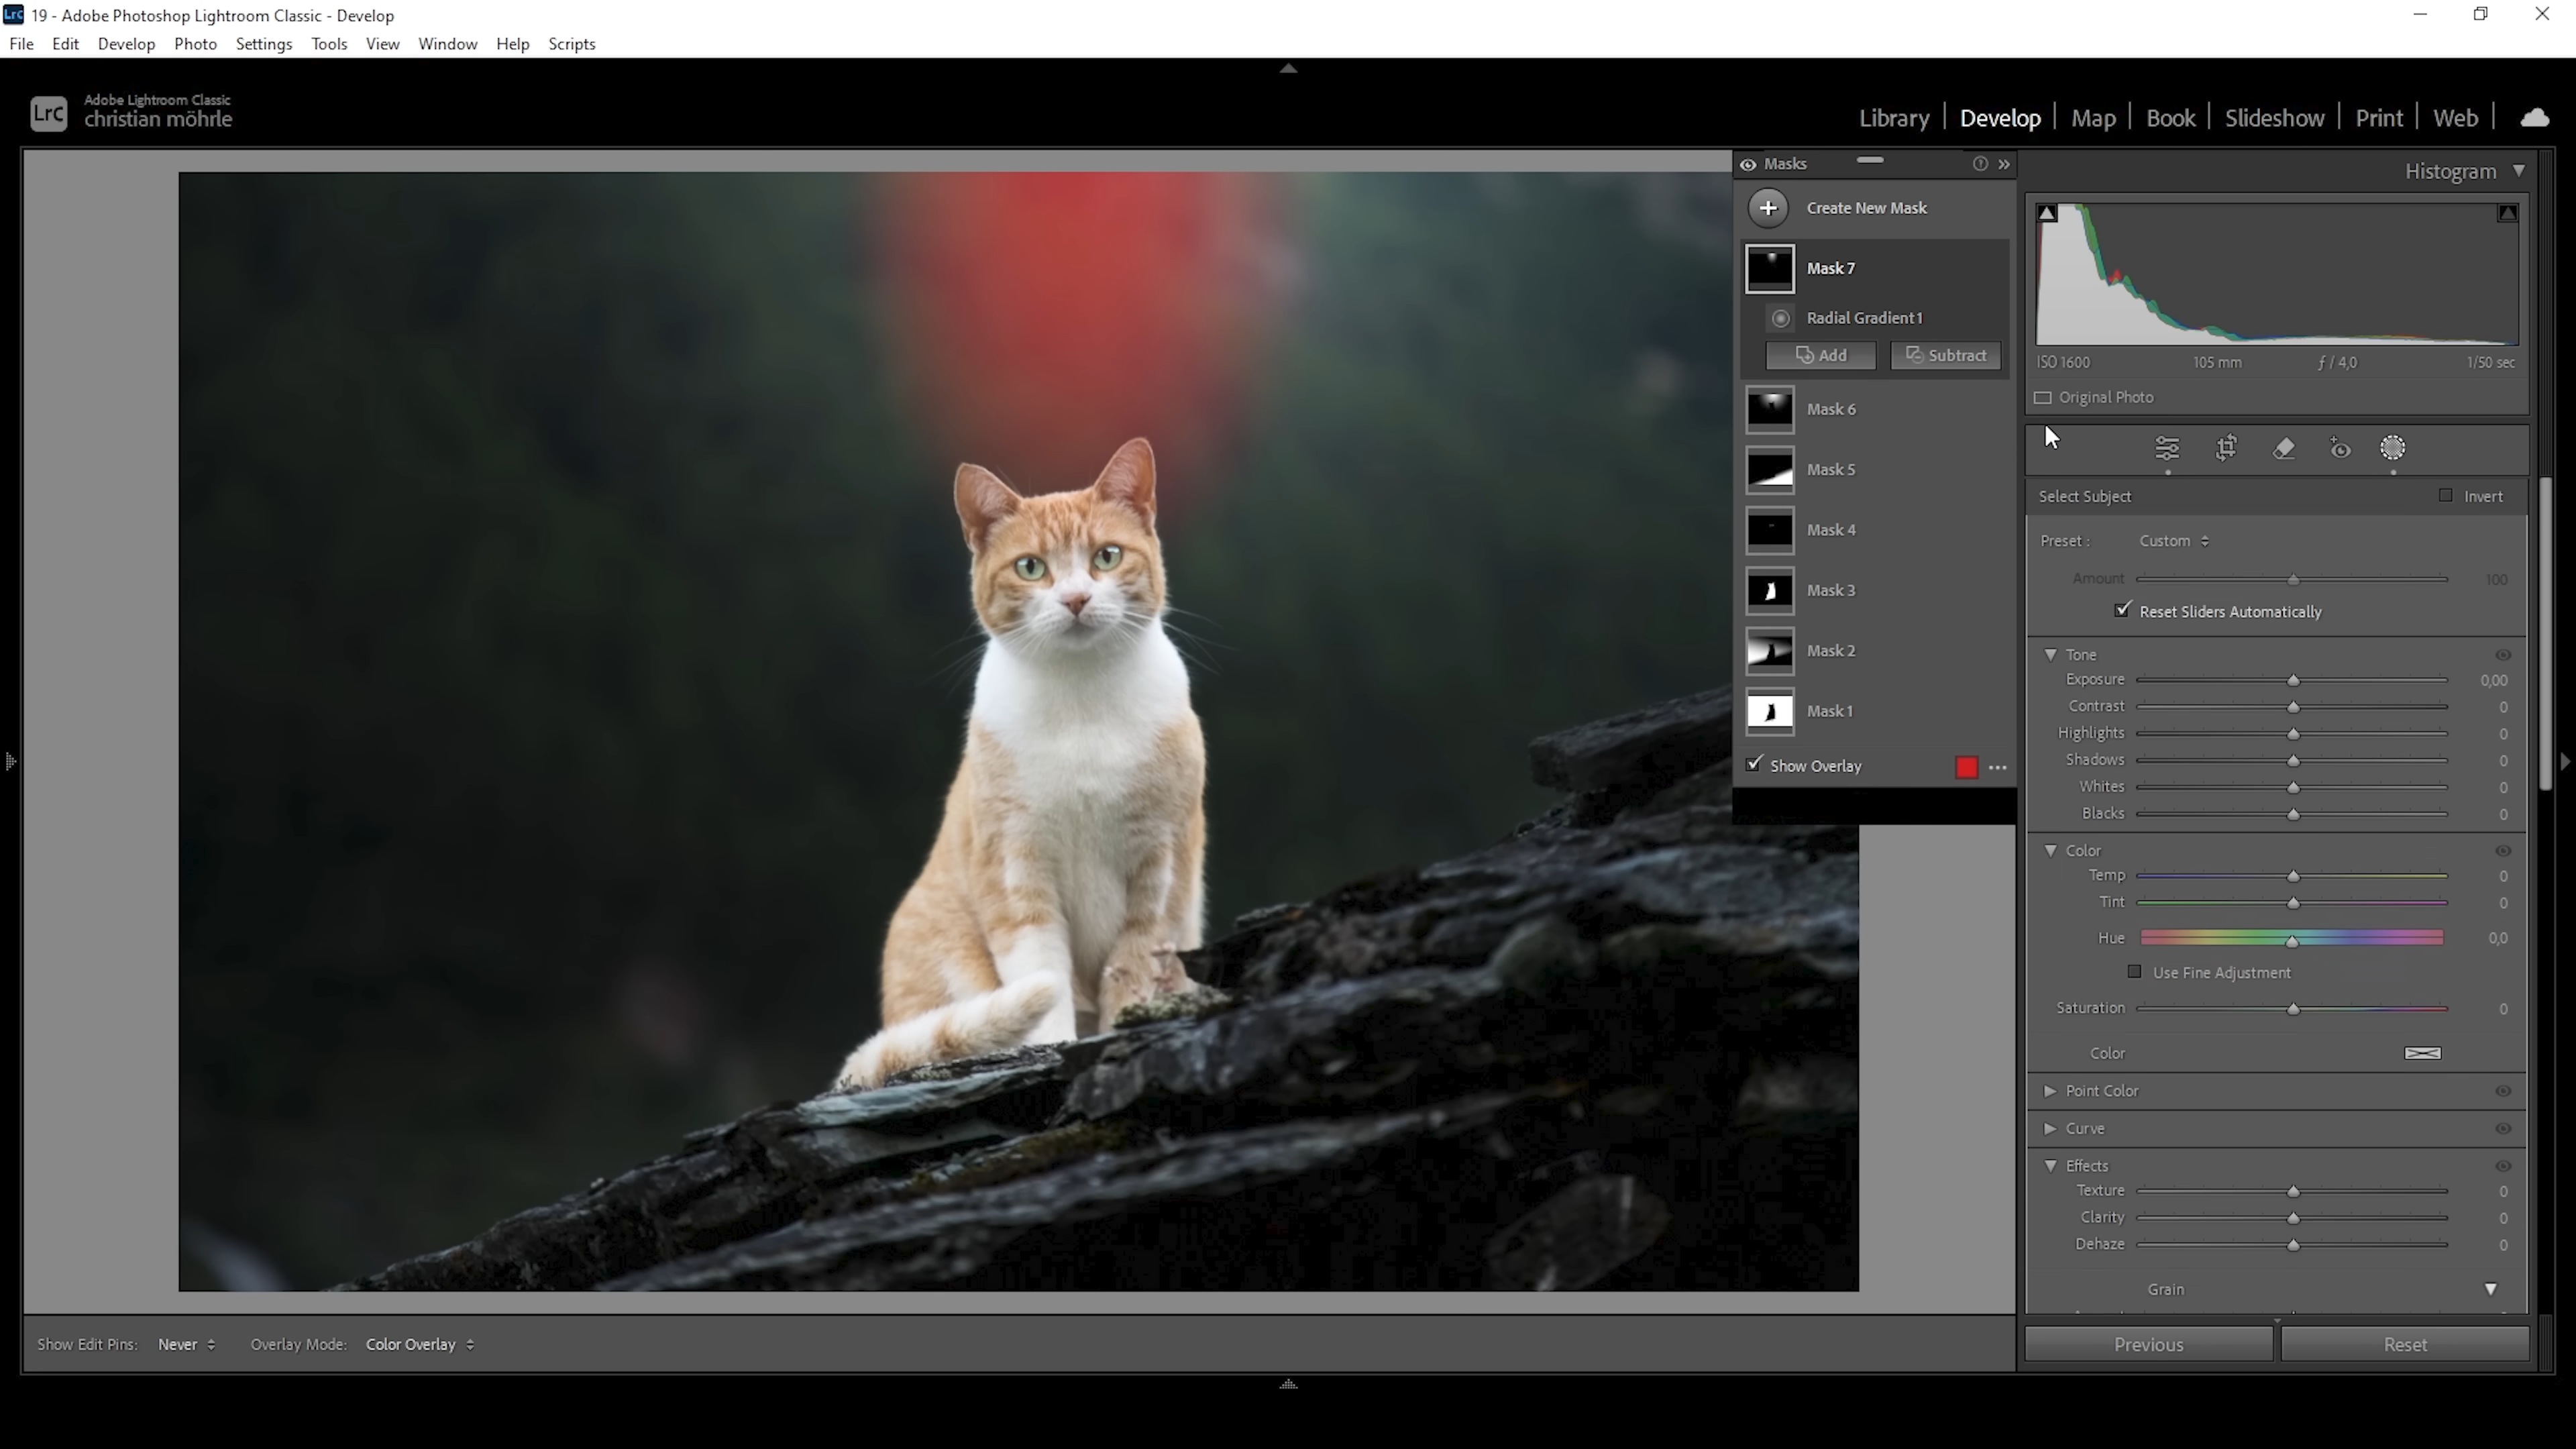 Lrc 19 - Adobe Photoshop Lightroom Classic - Develop
File Edit Develop Photo Settings Tools View Window Help Scripts
Lrc
Adobe Lightroom Classic
christian möhrle
Library Develop Map Book Slideshow Print Web
Masks
Create New Mask
Mask 7
Radial Gradient 1
Add Subtract
Mask 6
Mask 5
Mask 4
Mask 3
Mask 2
Mask 1
Show Overlay
Histogram
ISO 1600 105 mm ƒ / 4,0 1/50 sec
Original Photo
Select Subject Invert
Preset : Custom
Amount 100
Reset Sliders Automatically
Tone
Exposure 0,00
Contrast 0
Highlights 0
Shadows 0
Whites 0
Blacks 0
Color
Temp 0
Tint 0
Hue 0,0
Use Fine Adjustment
Saturation 0
Color
Point Color
Curve
Effects
Texture 0
Clarity 0
Dehaze 0
Grain
Previous Reset
Show Edit Pins: Never Overlay Mode: Color Overlay